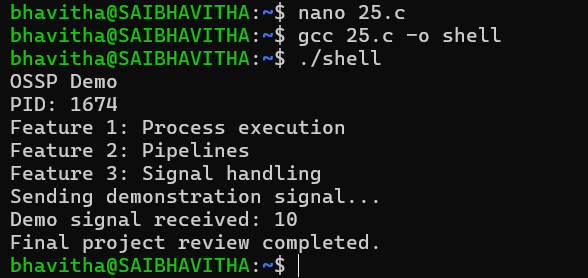 bhavitha@SAIBHAVITHA:~$ nano 25.c
bhavitha@SAIBHAVITHA:~$ gcc 25.c -o shell
bhavitha@SAIBHAVITHA:~$ ./shell
OSSP Demo
PID: 1674
Feature 1: Process execution
Feature 2: Pipelines
Feature 3: Signal handling
Sending demonstration signal...
Demo signal received: 10
Final project review completed.
bhavitha@SAIBHAVITHA:~$